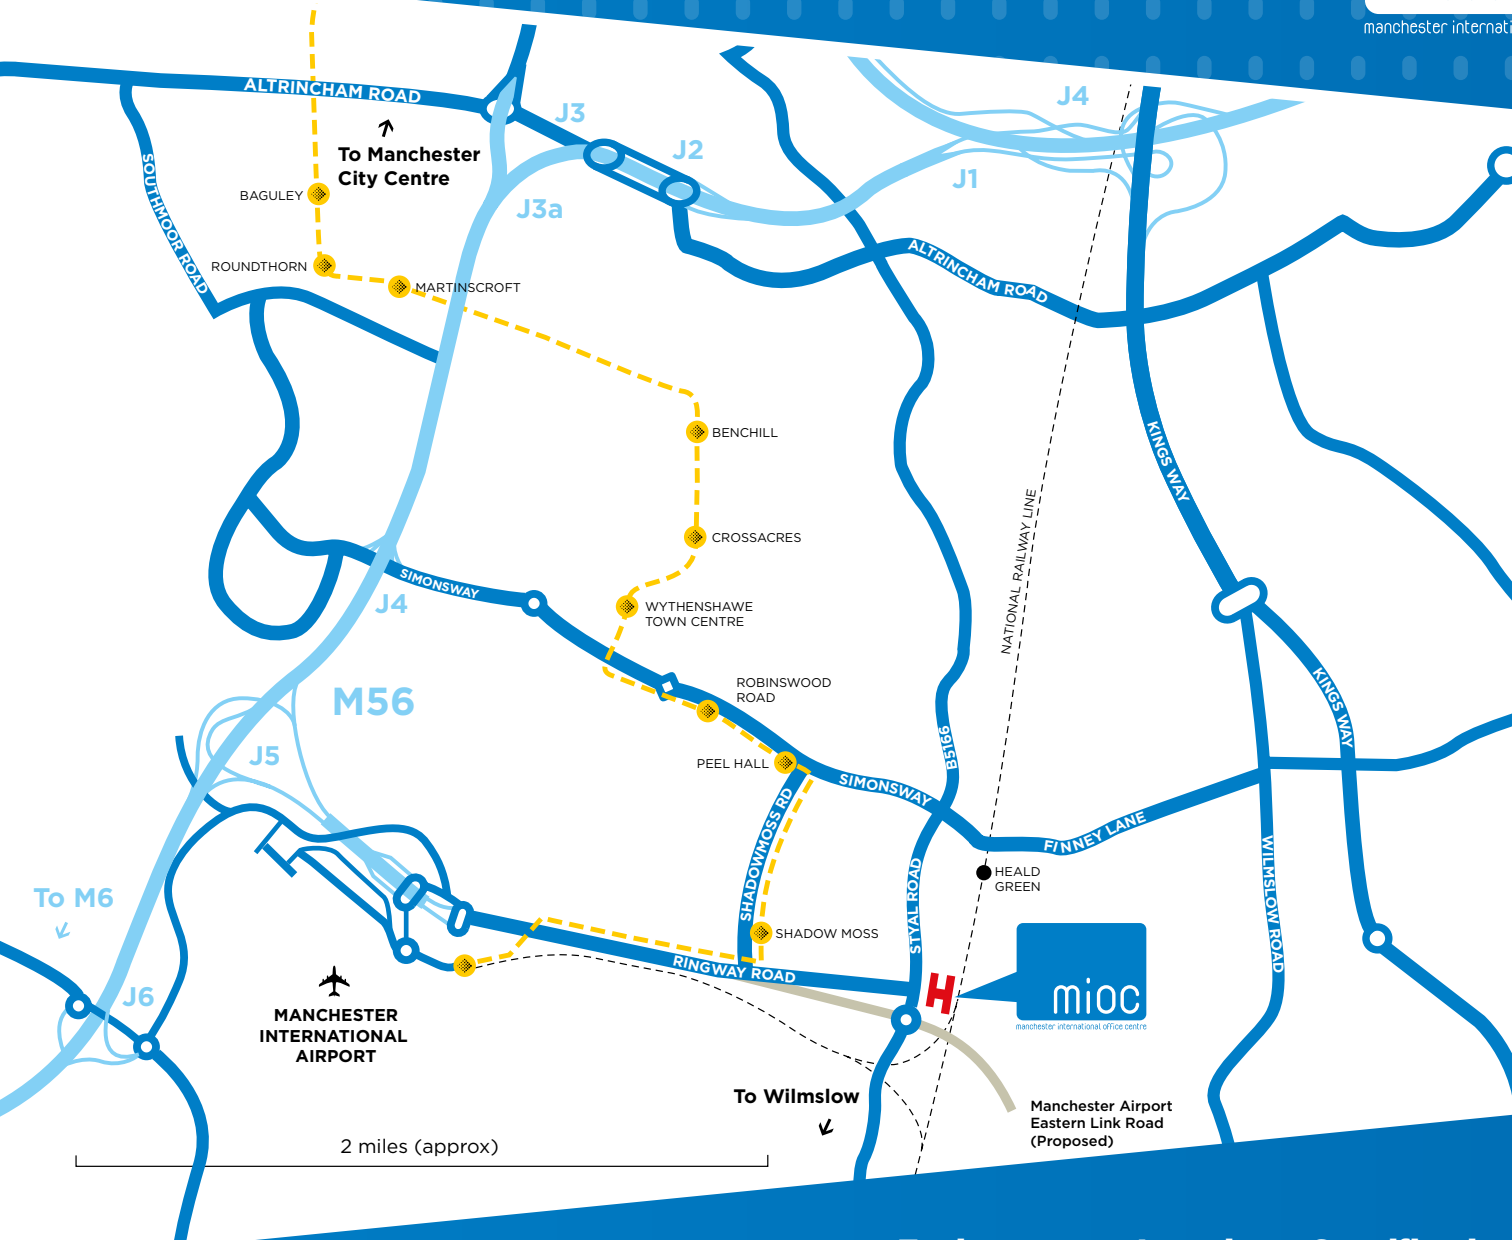 manchester internati
ALTRINCHAM ROAD
J3
J4
To Manchester
City Centre
J2
SOUTHMOOR ROAD
BAGULEY
J1
J3a
ROUNDTHORN
MARTINSCROFT
ALTRINCHAM ROAD
BENCHILL
KINGS WAY
CROSSACRES
NATIONAL RAILWAY LINE
SIMONSWAY
J4
WYTHENSHAWE
TOWN CENTRE
ROBINSWOOD
ROAD
M56
KINGS WAY
B5166
J5
PEEL HALL
SIMONSWAY
SHADOWMOSS RD
FINNEY LANE
HEALD
GREEN
WILMSLOW ROAD
STYAL ROAD
To M6
SHADOW MOSS
RINGWAY ROAD
J6
MANCHESTER
INTERNATIONAL
AIRPORT
mioc
manchester international office centre
To Wilmslow
Manchester Airport
Eastern Link Road
(Proposed)
2 miles (approx)